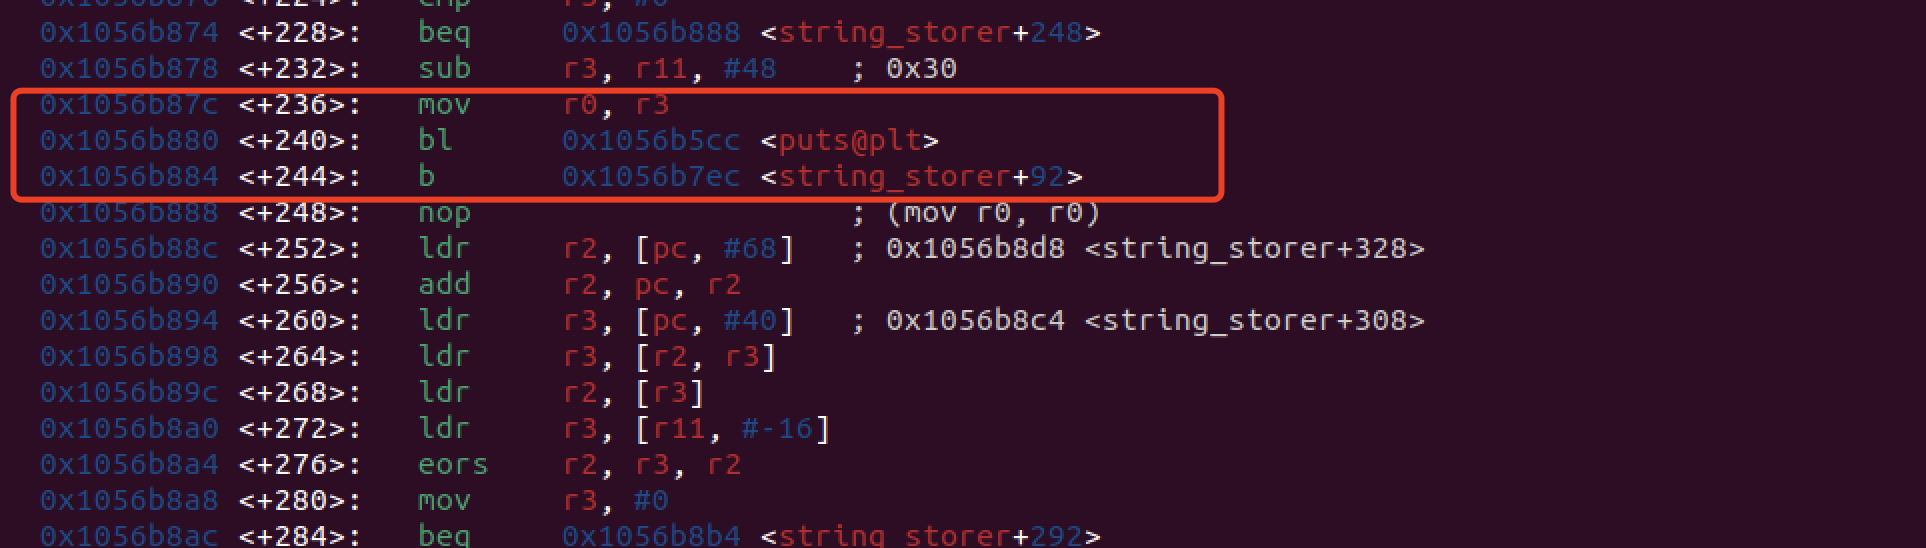 0x1056b870 <+224>: cmp r3, #0
0x1056b874 <+228>: beq 0x1056b888 <string_storer+248>
0x1056b878 <+232>: sub r3, r11, #48 ; 0x30
0x1056b87c <+236>: mov r0, r3
0x1056b880 <+240>: bl 0x1056b5cc <puts@plt>
0x1056b884 <+244>: b 0x1056b7ec <string_storer+92>
0x1056b888 <+248>: nop ; (mov r0, r0)
0x1056b88c <+252>: ldr r2, [pc, #68] ; 0x1056b8d8 <string_storer+328>
0x1056b890 <+256>: add r2, pc, r2
0x1056b894 <+260>: ldr r3, [pc, #40] ; 0x1056b8c4 <string_storer+308>
0x1056b898 <+264>: ldr r3, [r2, r3]
0x1056b89c <+268>: ldr r2, [r3]
0x1056b8a0 <+272>: ldr r3, [r11, #-16]
0x1056b8a4 <+276>: eors r2, r3, r2
0x1056b8a8 <+280>: mov r3, #0
0x1056b8ac <+284>: beq 0x1056b8b4 <string_storer+292>